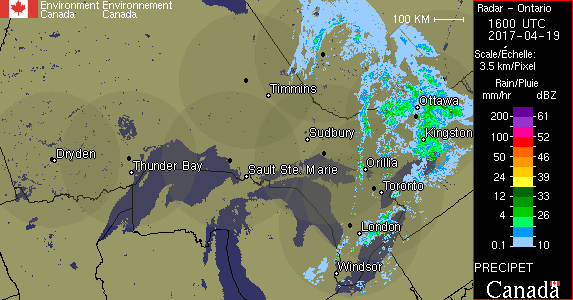 Environment Environnement
Canada Canada
100 KM
Timmins
Ottawa
Sudbury
Kingston
Dryden
Thunder Bay
Sault Ste. Marie
Orillia
Toronto
London
Windsor
Radar - Ontario
1600 UTC
2017-04-19
Scale/Échelle:
3.5 km/Pixel
Rain/Pluie
mm/hr dBZ
200 61
100 52
50 46
24 39
12 33
4 26
0.1 10
PRECIPET
Canada